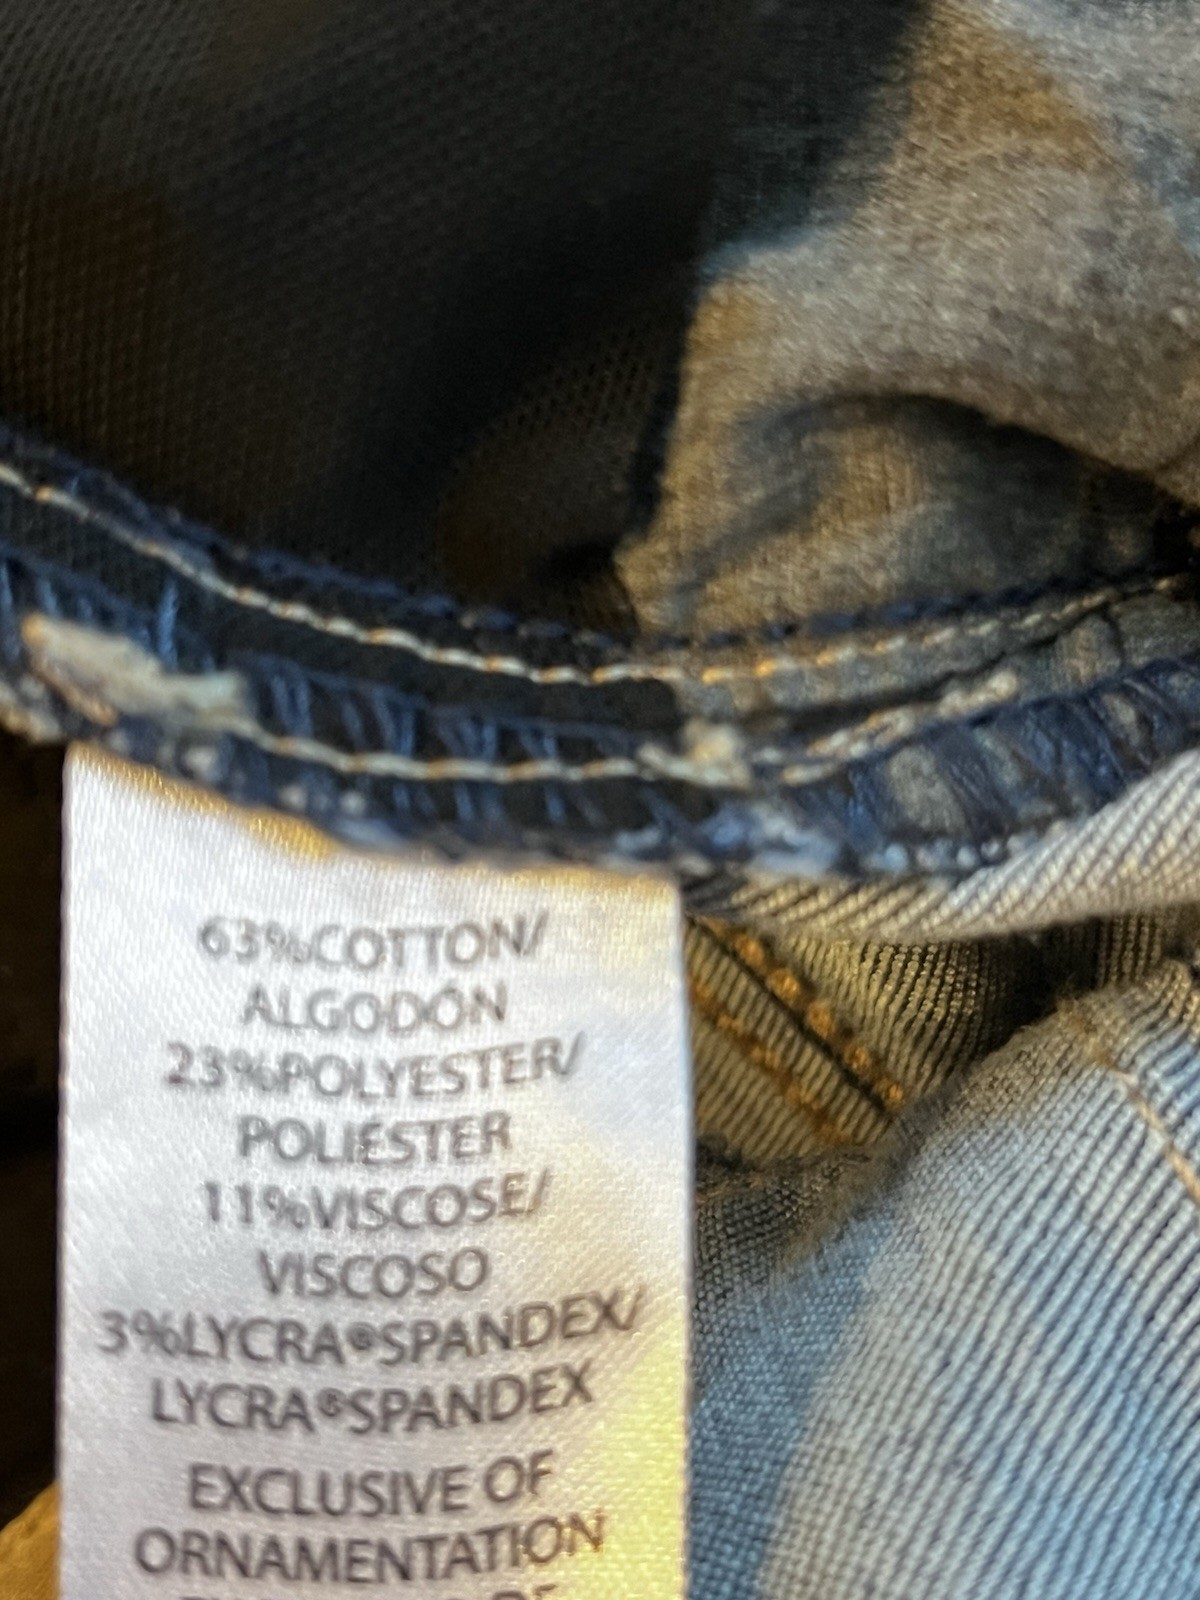 63%COTTON/
ALGODÓN
23%POLYESTER/
POLIÉSTER
11%VISCOSE/
VISCOSO
3%LYCRA®SPANDEX/
LYCRA®SPANDEX
EXCLUSIVE OF
ORNAMENTATION